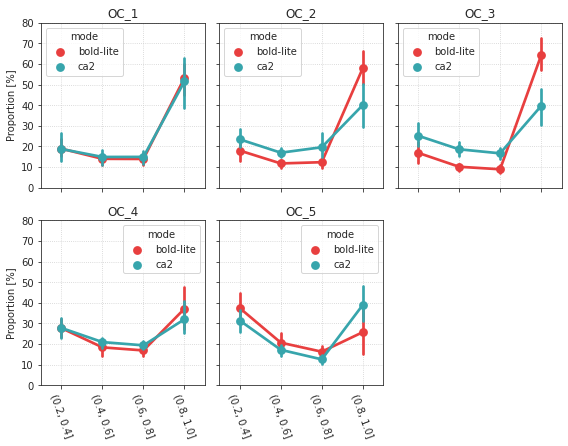 OC_1
OC_2
OC_3
Proportion [%]
80
70
60
50
40
30
20
10
0
mode
bold-lite
ca2
mode
bold-lite
ca2
mode
bold-lite
ca2
OC_4
OC_5
Proportion [%]
80
70
60
50
40
30
20
10
0
mode
bold-lite
ca2
mode
bold-lite
ca2
(0.2, 0.4]
(0.4, 0.6]
(0.6, 0.8]
(0.8, 1.0]
(0.2, 0.4]
(0.4, 0.6]
(0.6, 0.8]
(0.8, 1.0]